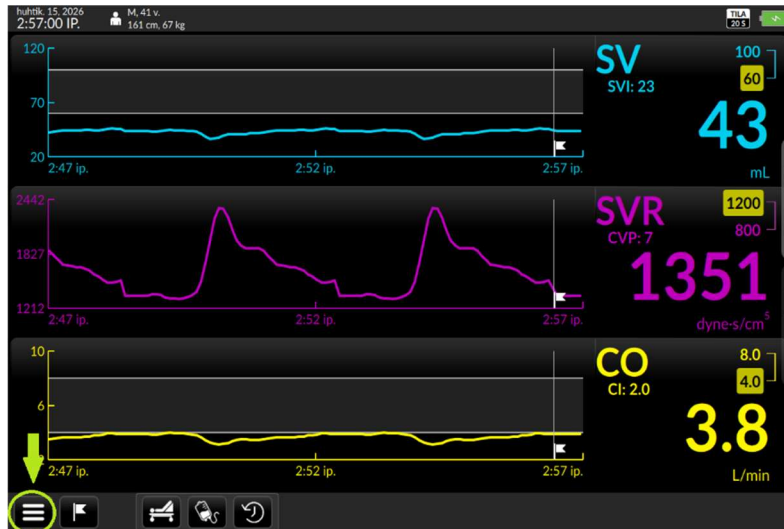 huhtik. 15, 2026
2:57:00 IP.
M, 41 v.
161 cm, 67 kg
TILA
20 S
120
70
20
2:47 ip.
2:52 ip.
2:57 ip.
SV
SVI: 23
100
60
43
mL
2442
1827
1212
2:47 ip.
2:52 ip.
2:57 ip.
SVR
CVP: 7
1200
800
1351
dyne-s/cm⁵
10
6
2
2:47 ip.
2:52 ip.
2:57 ip.
CO
CI: 2.0
8.0
4.0
3.8
L/min